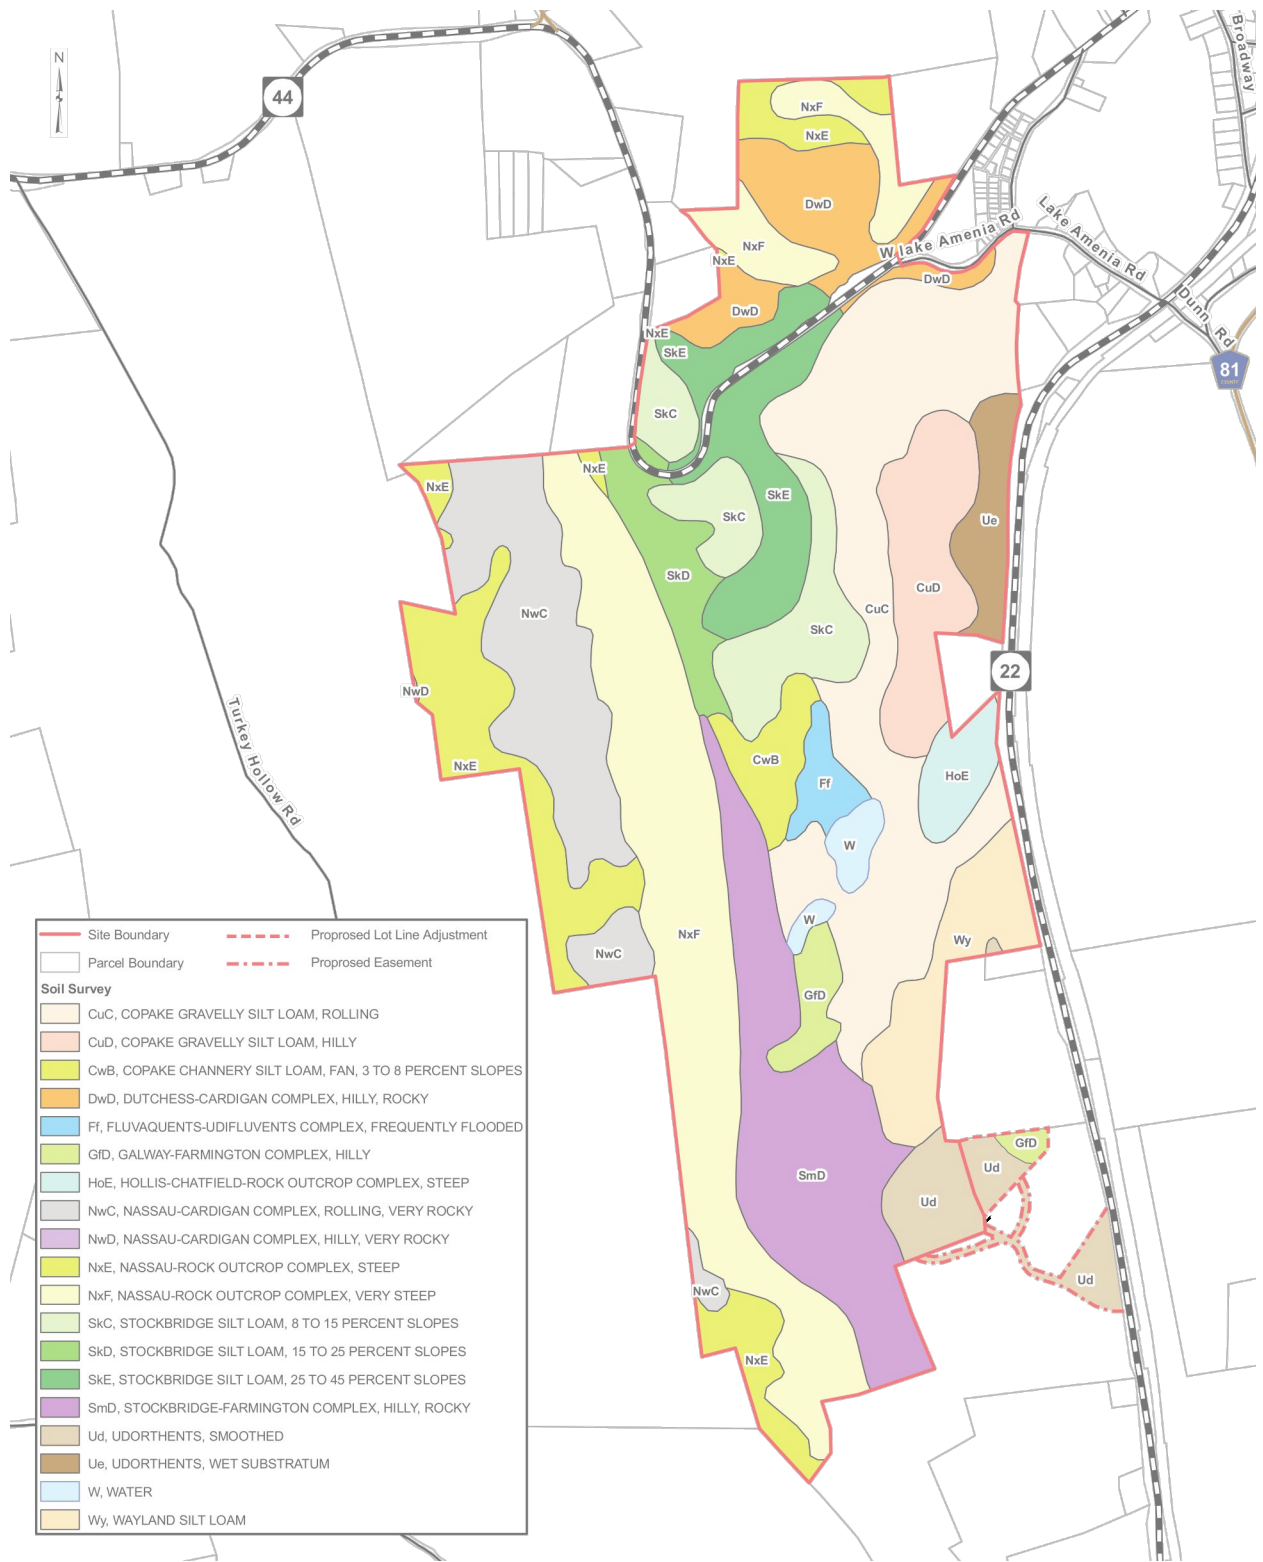 N
44
Broadway
NxF
NxE
DwD
Lake Amenia Rd
W lake Amenia Rd
NxF
NxE
DwD
Dunn Rd
DwD
NxE
SkE
81
COUNTY
SkC
NxE
NxE
SkE
SkC
Ue
SkD
CuD
NwC
CuC
SkC
22
NwD
Turkey Hollow Rd
CwB
NxE
HoE
Ff
W
W
NxF
Wy
NwC
GfD
GfD
Ud
SmD
Ud
Ud
NwC
NxE
Site Boundary
Proposed Lot Line Adjustment
Parcel Boundary
Proposed Easement
Soil Survey
CuC, COPAKE GRAVELLY SILT LOAM, ROLLING
CuD, COPAKE GRAVELLY SILT LOAM, HILLY
CwB, COPAKE CHANNERY SILT LOAM, FAN, 3 TO 8 PERCENT SLOPES
DwD, DUTCHESS-CARDIGAN COMPLEX, HILLY, ROCKY
Ff, FLUVAQUENTS-UDIFLUVENTS COMPLEX, FREQUENTLY FLOODED
GfD, GALWAY-FARMINGTON COMPLEX, HILLY
HoE, HOLLIS-CHATFIELD-ROCK OUTCROP COMPLEX, STEEP
NwC, NASSAU-CARDIGAN COMPLEX, ROLLING, VERY ROCKY
NwD, NASSAU-CARDIGAN COMPLEX, HILLY, VERY ROCKY
NxE, NASSAU-ROCK OUTCROP COMPLEX, STEEP
NxF, NASSAU-ROCK OUTCROP COMPLEX, VERY STEEP
SkC, STOCKBRIDGE SILT LOAM, 8 TO 15 PERCENT SLOPES
SkD, STOCKBRIDGE SILT LOAM, 15 TO 25 PERCENT SLOPES
SkE, STOCKBRIDGE SILT LOAM, 25 TO 45 PERCENT SLOPES
SmD, STOCKBRIDGE-FARMINGTON COMPLEX, HILLY, ROCKY
Ud, UDORTHENTS, SMOOTHED
Ue, UDORTHENTS, WET SUBSTRATUM
W, WATER
Wy, WAYLAND SILT LOAM